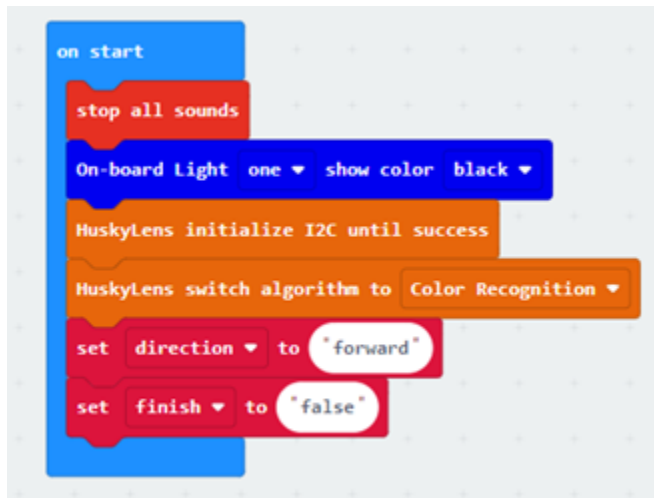 on start
stop all sounds
On-board Light one show color black
HuskyLens initialize I2C until success
HuskyLens switch algorithm to Color Recognition
set direction to "forward"
set finish to "false"